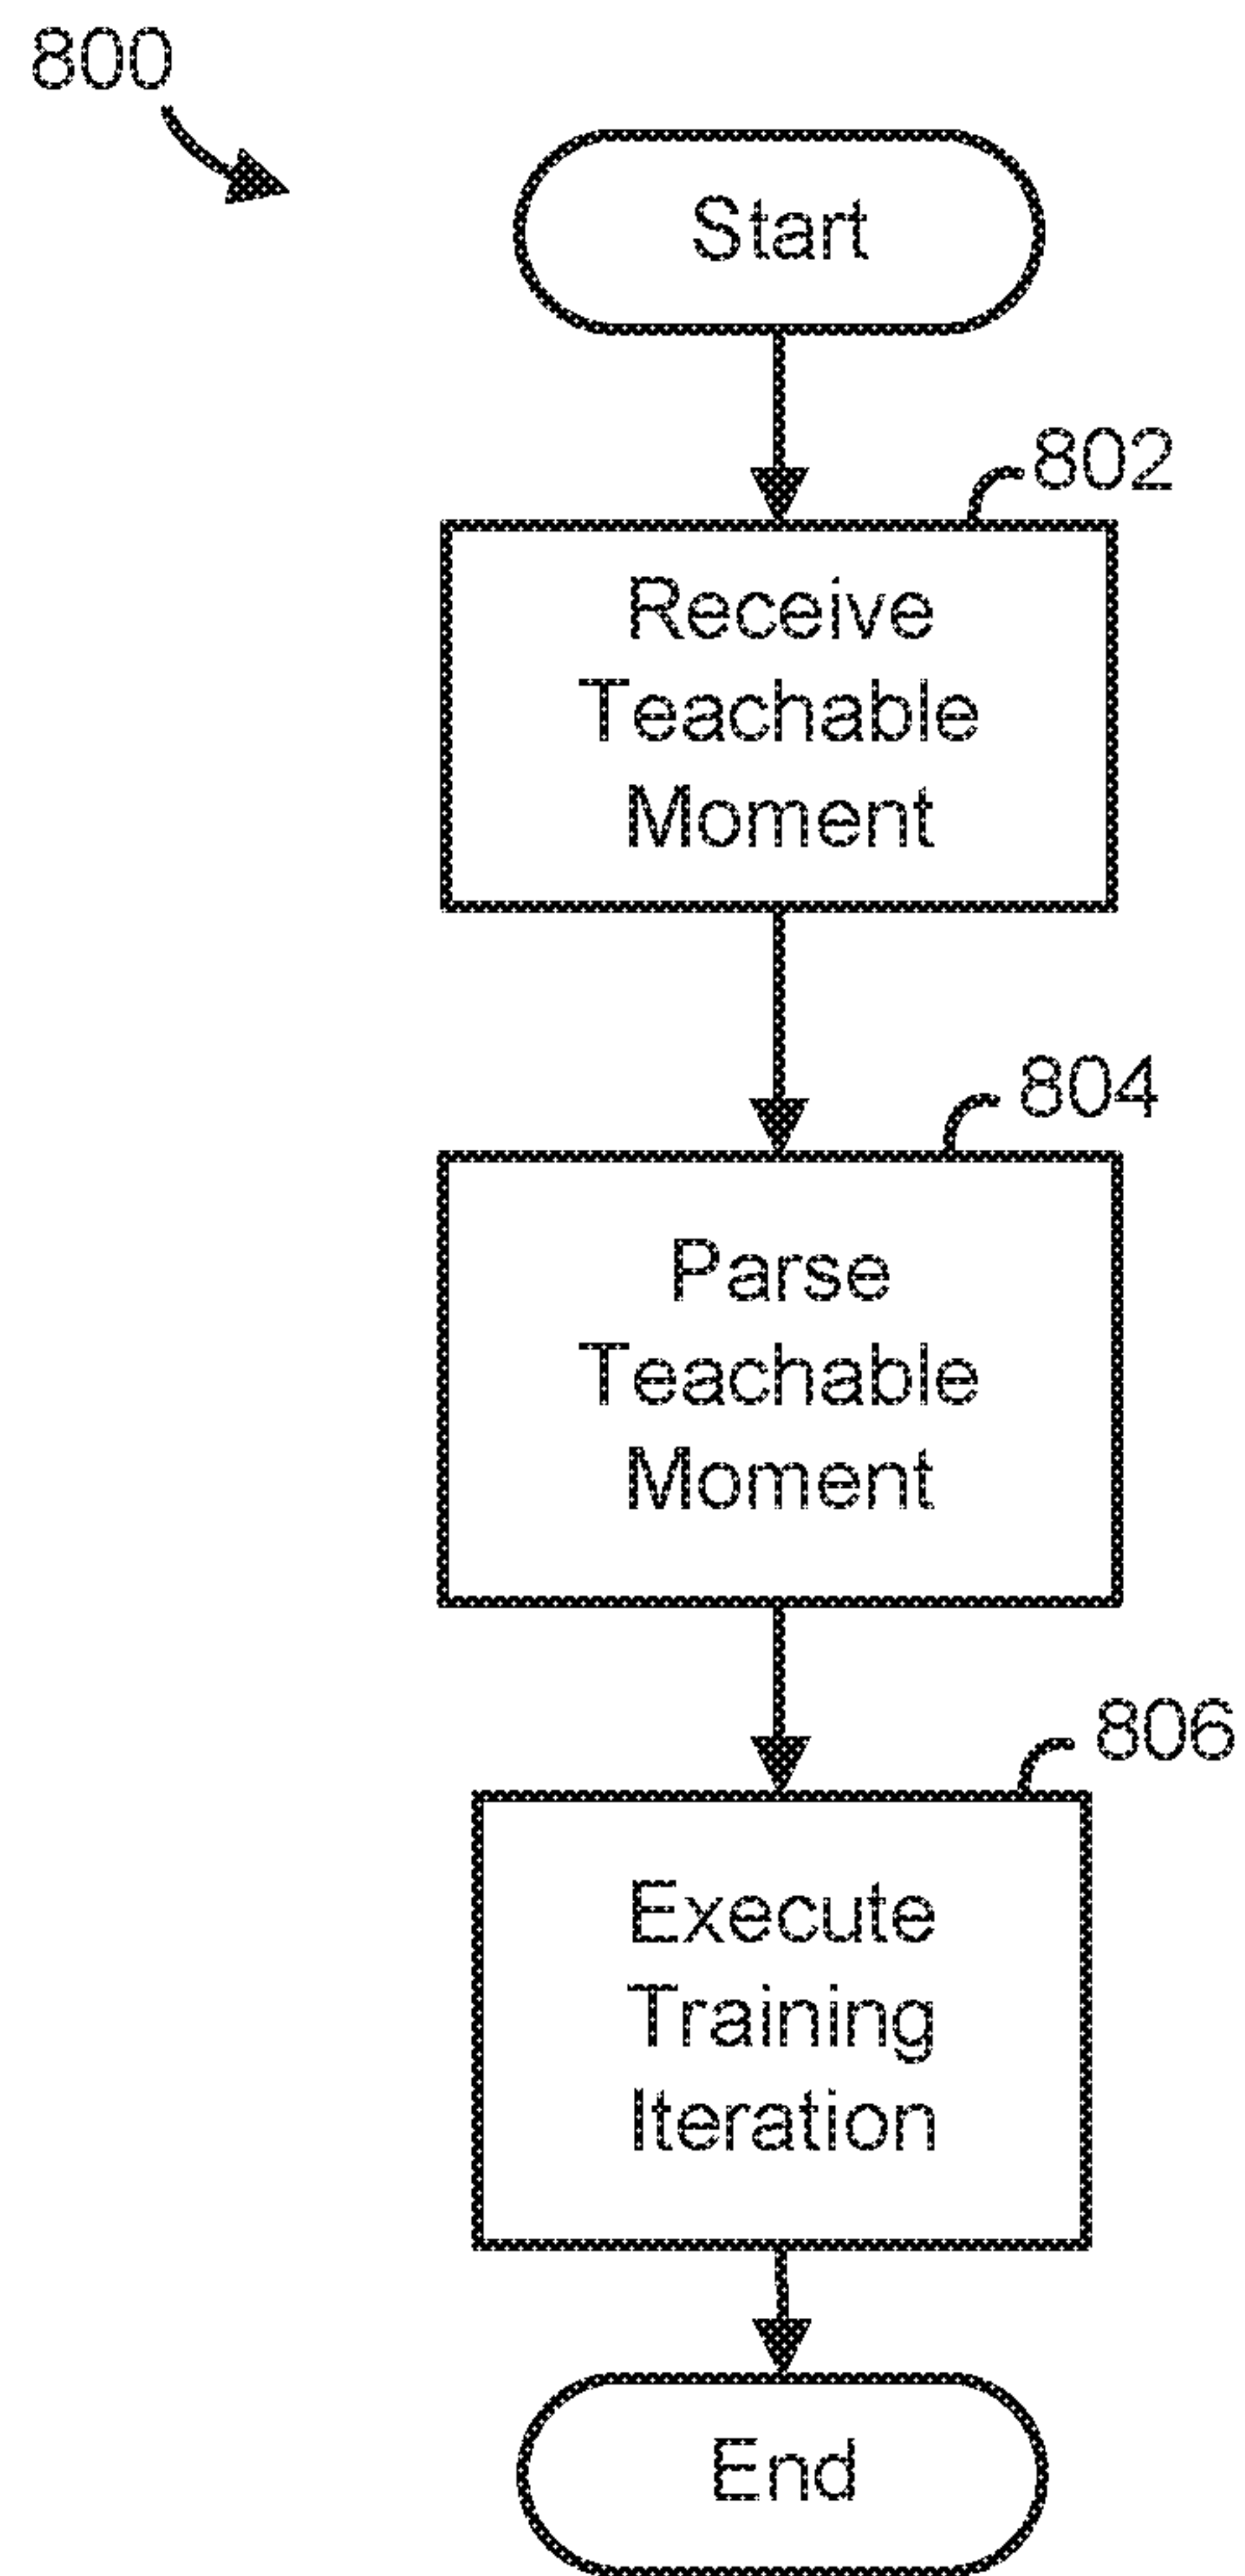 800
Start
802
Receive
Teachable
Moment
804
Parse
Teachable
Moment
806
Execute
Training
Iteration
End